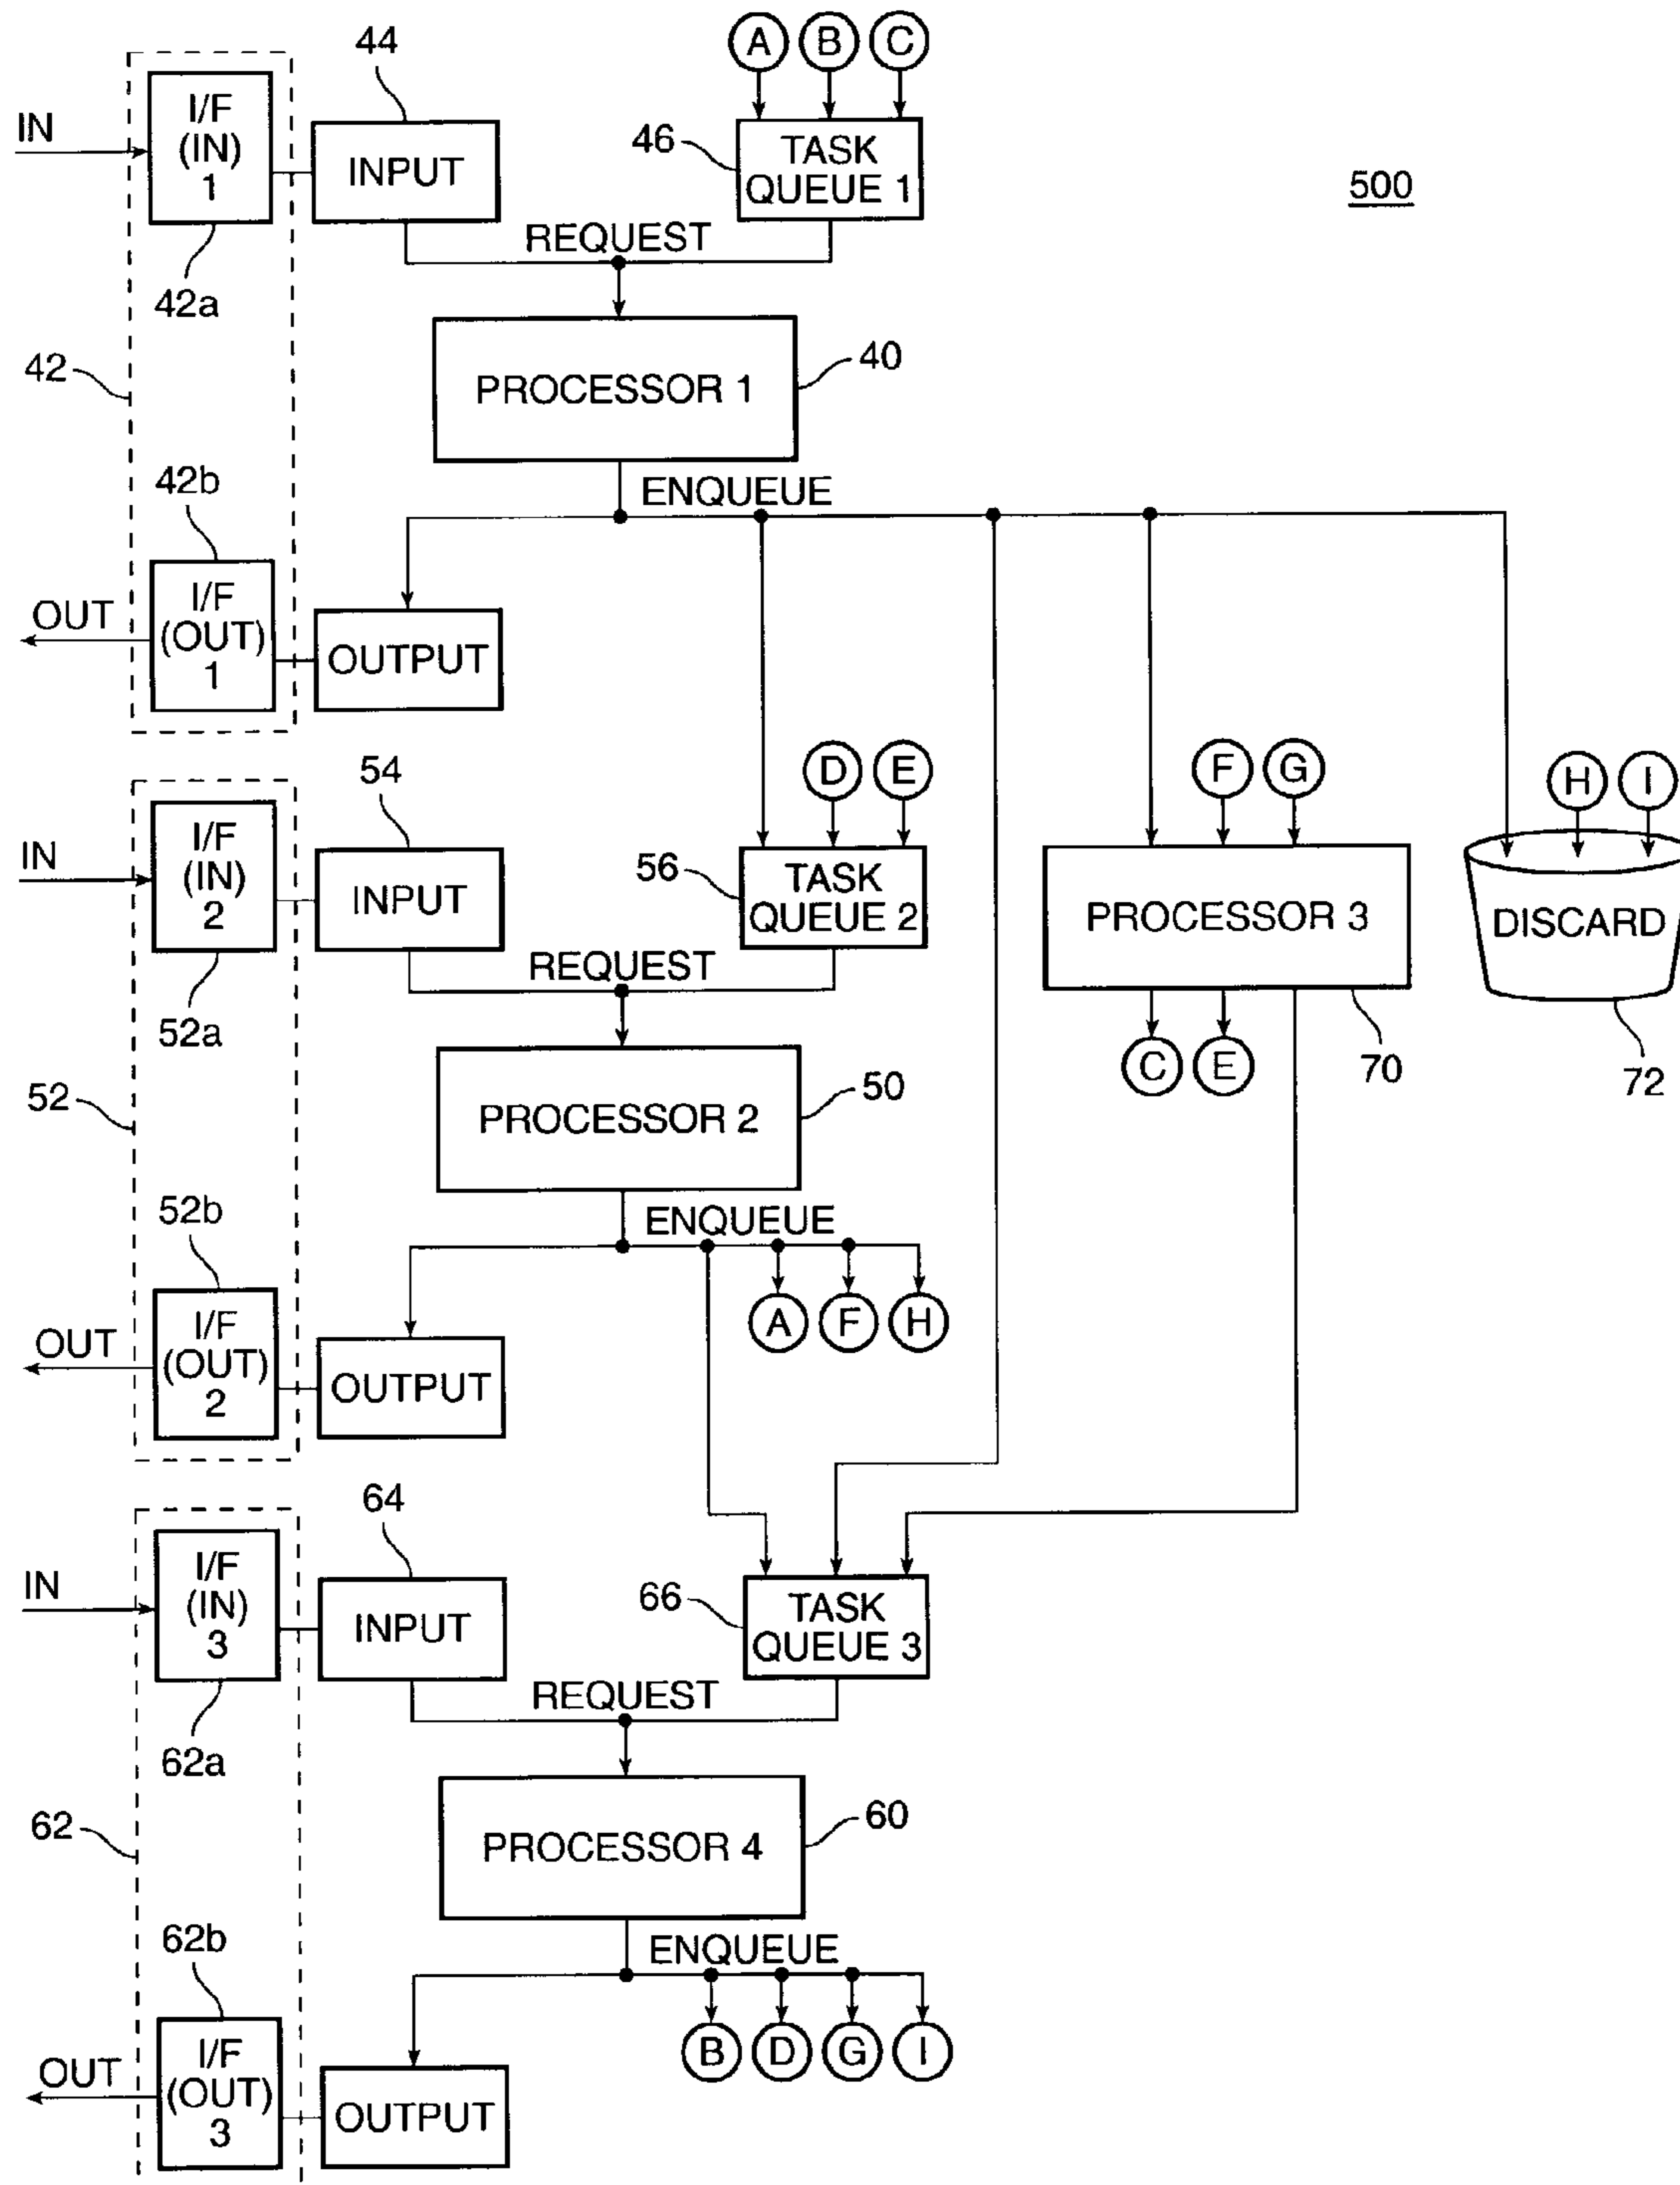 44
A B C
I/F
(IN)
1
IN
INPUT
46
TASK
QUEUE 1
500
REQUEST
42a
42
PROCESSOR 1
40
42b
ENQUEUE
I/F
(OUT)
1
OUT
OUTPUT
54
D E
F G
H I
I/F
(IN)
2
IN
INPUT
56
TASK
QUEUE 2
PROCESSOR 3
DISCARD
REQUEST
52a
C E
70
72
52
PROCESSOR 2
50
52b
ENQUEUE
A F H
I/F
(OUT)
2
OUT
OUTPUT
64
I/F
(IN)
3
IN
INPUT
66
TASK
QUEUE 3
REQUEST
62a
62
PROCESSOR 4
60
62b
ENQUEUE
B D G I
I/F
(OUT)
3
OUT
OUTPUT